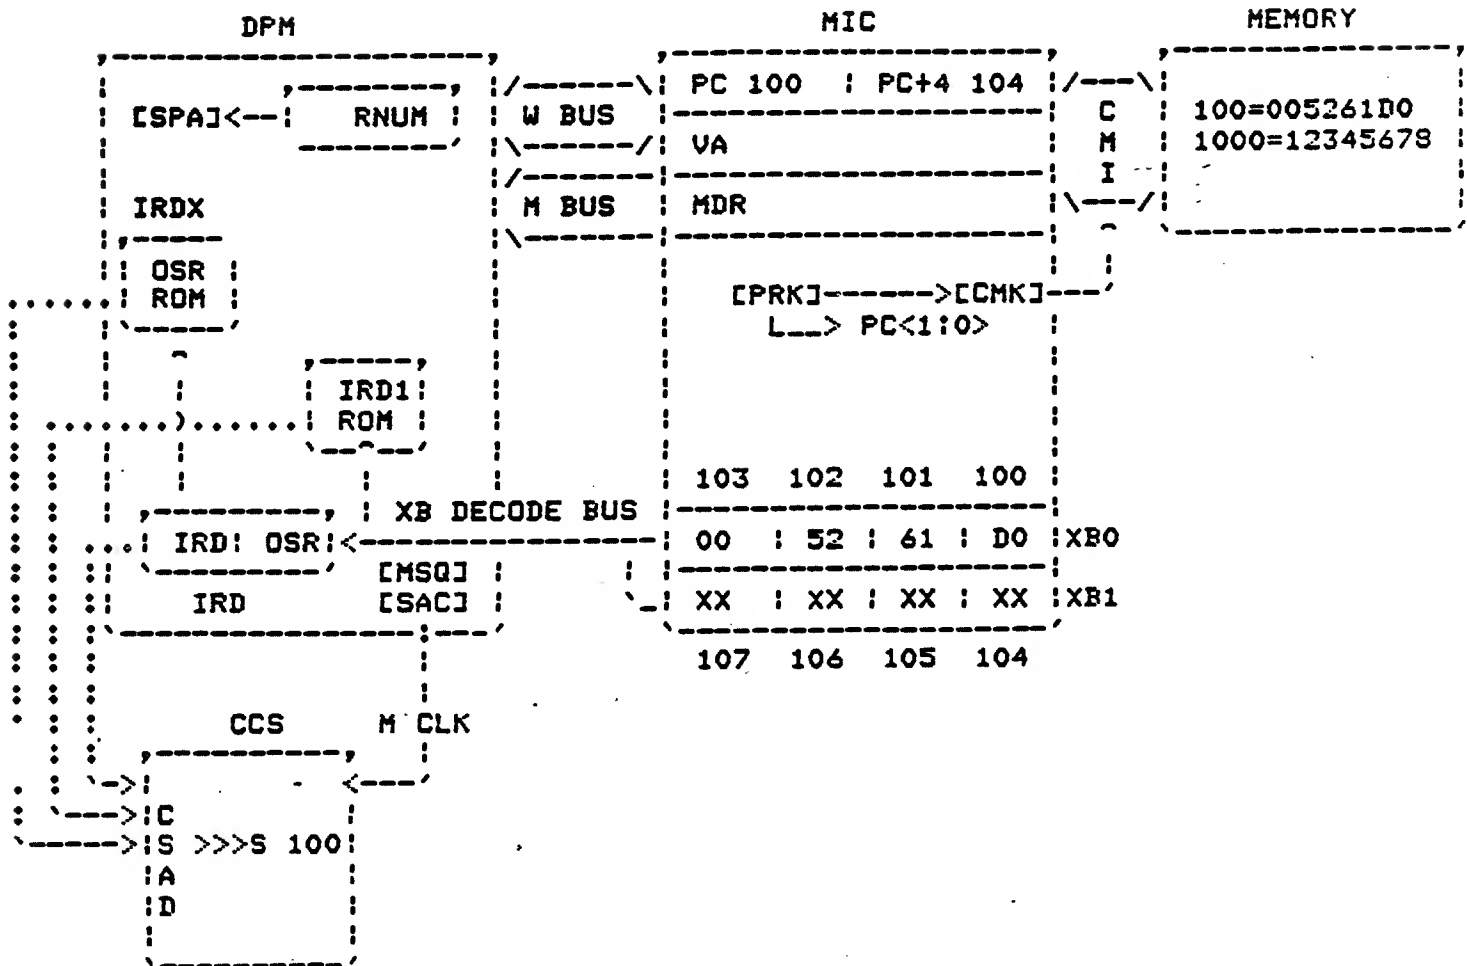 DPM MIC MEMORY
PC 100 | PC+4 104
[SPA]<-- RNUM W BUS C 100=005261D0
VA M 1000=12345678
I
IRDX M BUS MDR
OSR
ROM [PRK]------>[CMK]
L__> PC<1:0>
IRD1
ROM
103 102 101 100
XB DECODE BUS
IRD OSR 00 52 61 D0 XB0
[MSQ]
IRD [SAC] XX XX XX XX XB1
107 106 105 104
CCS M CLK
C
S >>>S 100
A
D